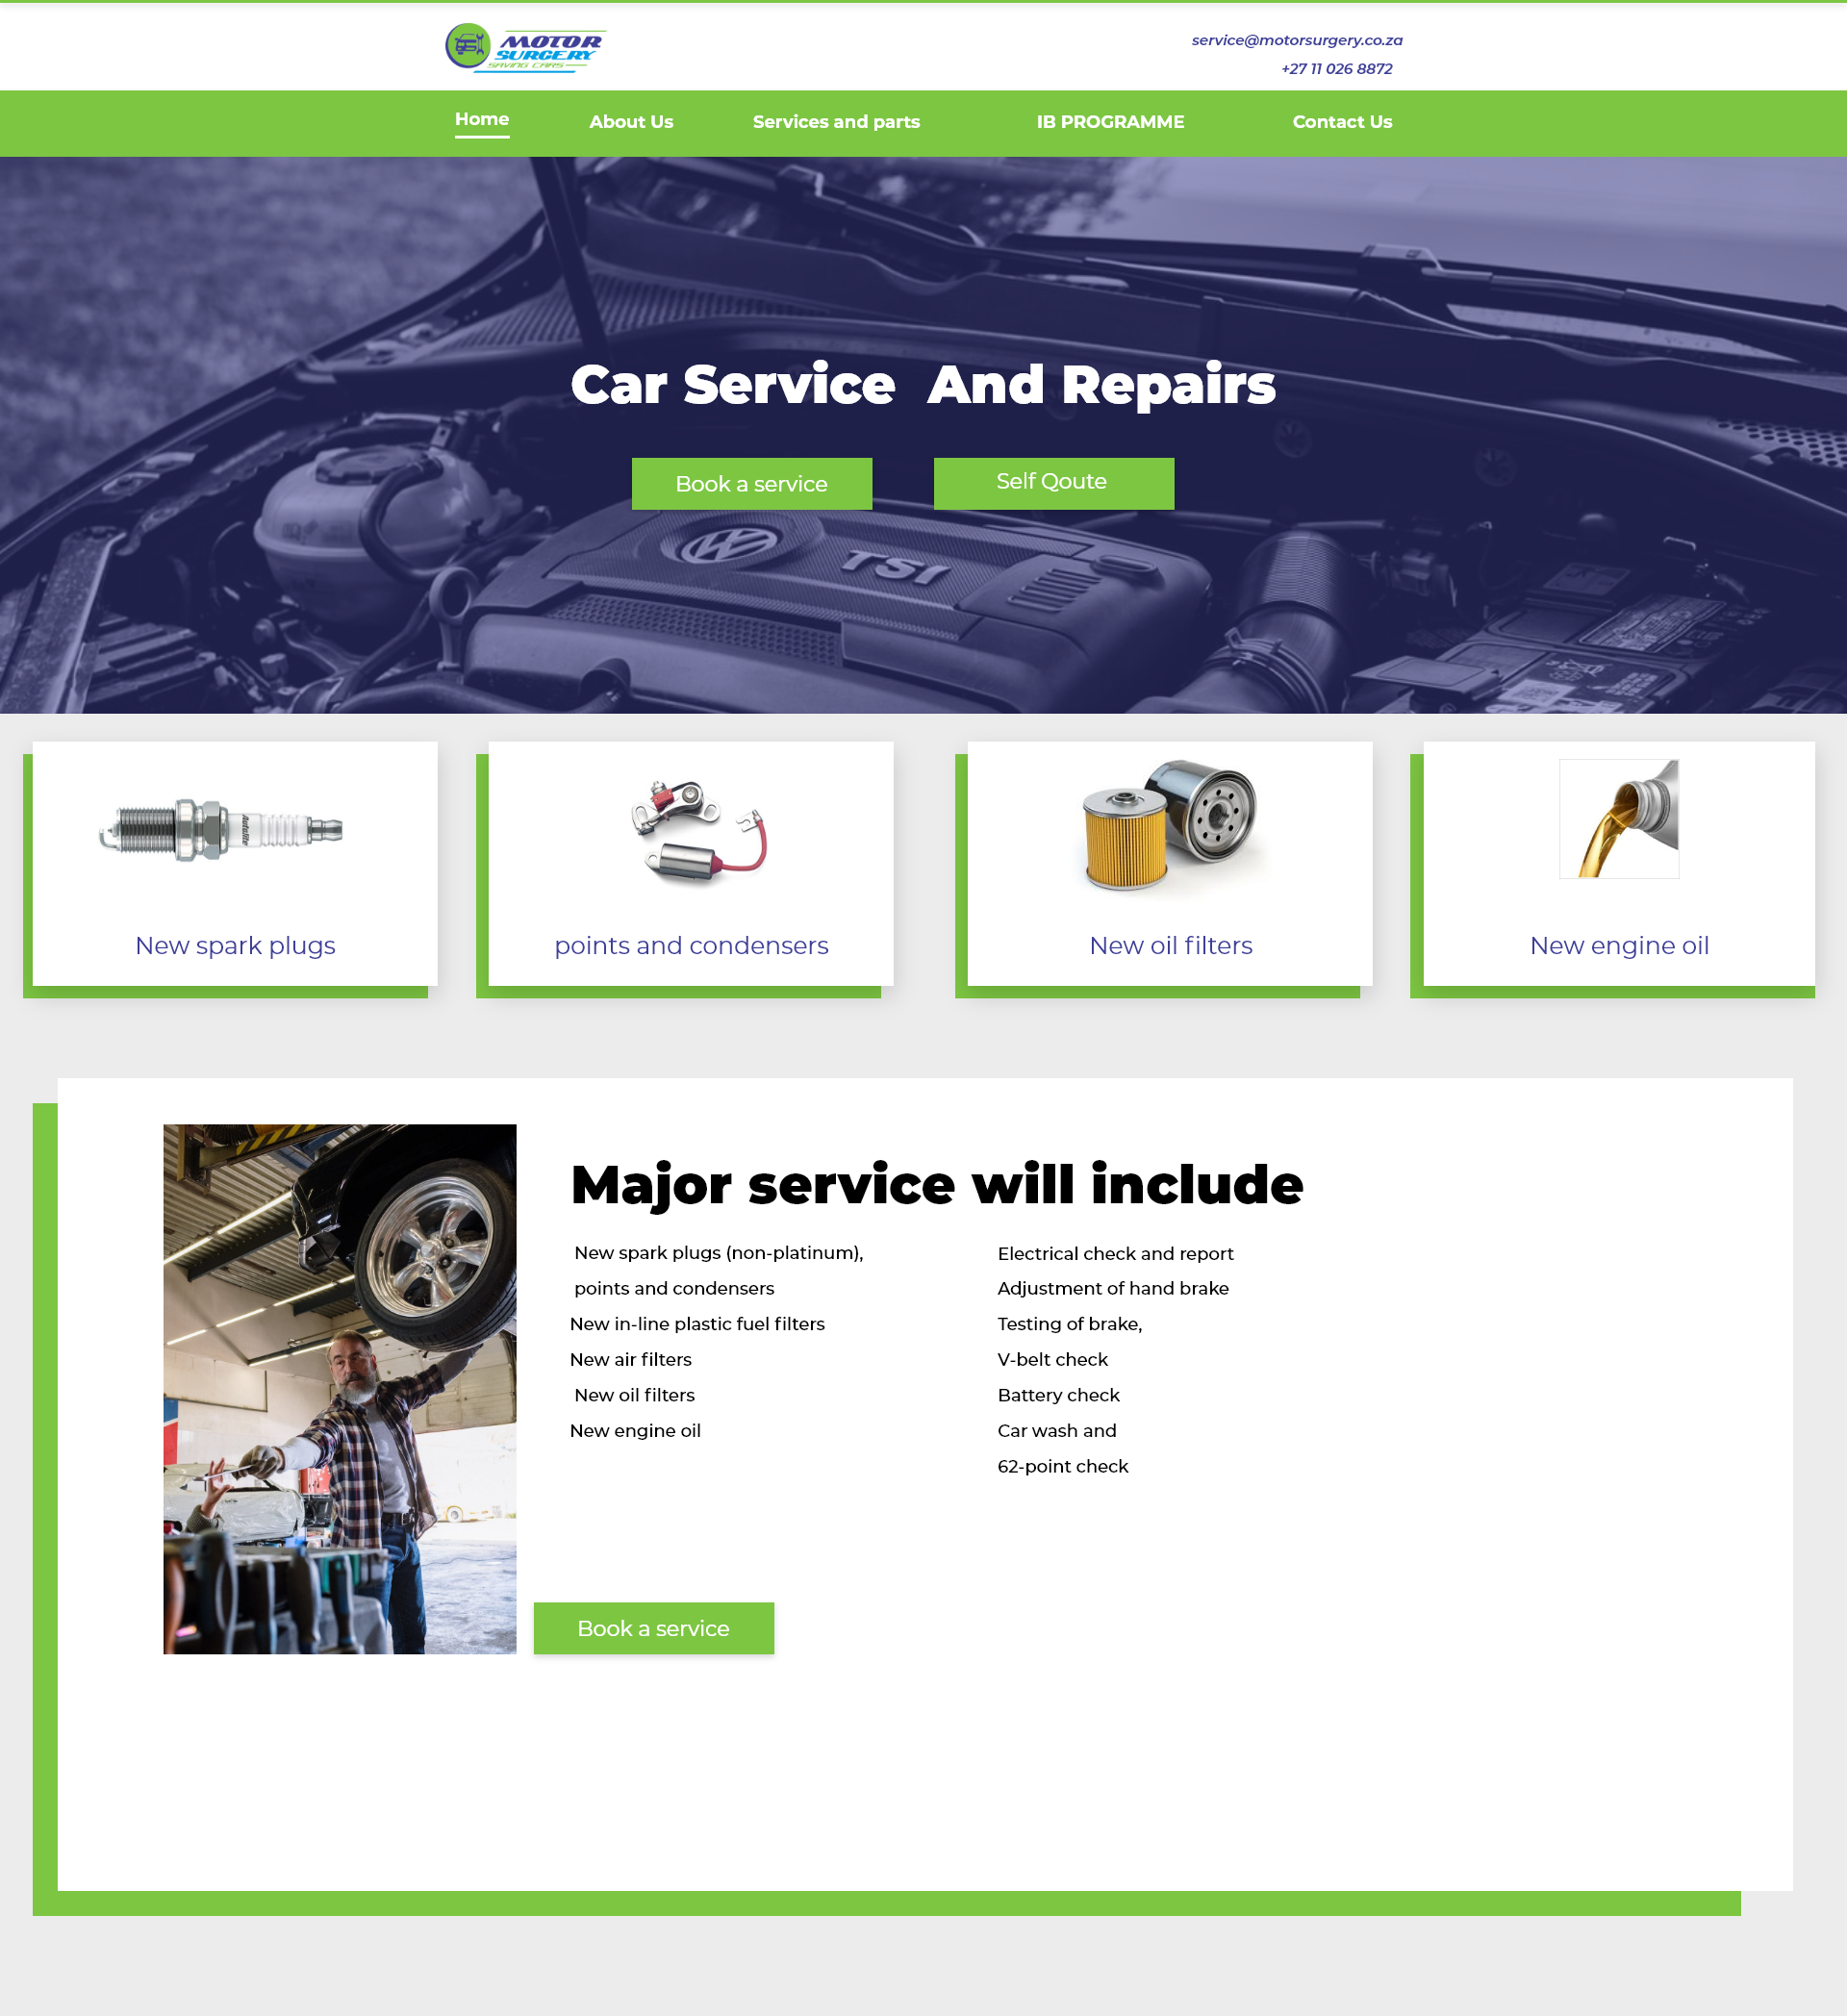 MOTOR
SURGERY
SAVING CARS
service@motorsurgery.co.za
+27 11 026 8872
Home
About Us
Services and parts
IB PROGRAMME
Contact Us
Car Service And Repairs
Book a service
Self Qoute
TSI
Autolite
New spark plugs
points and condensers
New oil filters
New engine oil
Major service will include
New spark plugs (non-platinum),
points and condensers
New in-line plastic fuel filters
New air filters
New oil filters
New engine oil
Electrical check and report
Adjustment of hand brake
Testing of brake,
V-belt check
Battery check
Car wash and
62-point check
Book a service